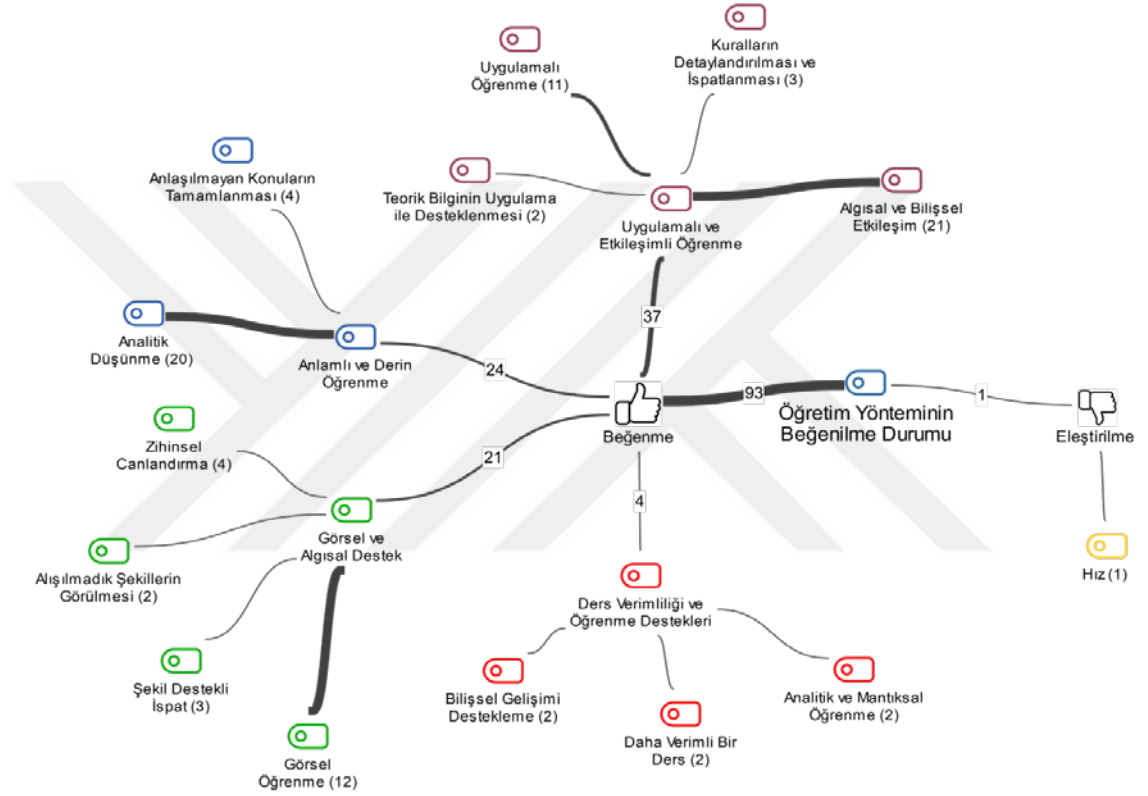 Uygulamalı
Öğrenme (11)
Kuralların
Detaylandırılması ve
İspatlanması (3)
Anlaşılmayan Konuların
Tamamlanması (4)
Teorik Bilginin Uygulama
ile Desteklenmesi (2)
Uygulamalı ve
Etkileşimli Öğrenme
Algısal ve Bilişsel
Etkileşim (21)
37
Analitik
Düşünme (20)
Anlamlı ve Derin
Öğrenme
24
93
1
Beğenme
Öğretim Yönteminin
Beğenilme Durumu
Eleştirilme
Zihinsel
Canlandırma (4)
21
4
Görsel ve
Algısal Destek
Alışılmadık Şekillerin
Görülmesi (2)
Hız (1)
Ders Verimliliği ve
Öğrenme Destekleri
Şekil Destekli
İspat (3)
Bilişsel Gelişimi
Destekleme (2)
Analitik ve Mantıksal
Öğrenme (2)
Daha Verimli Bir
Ders (2)
Görsel
Öğrenme (12)